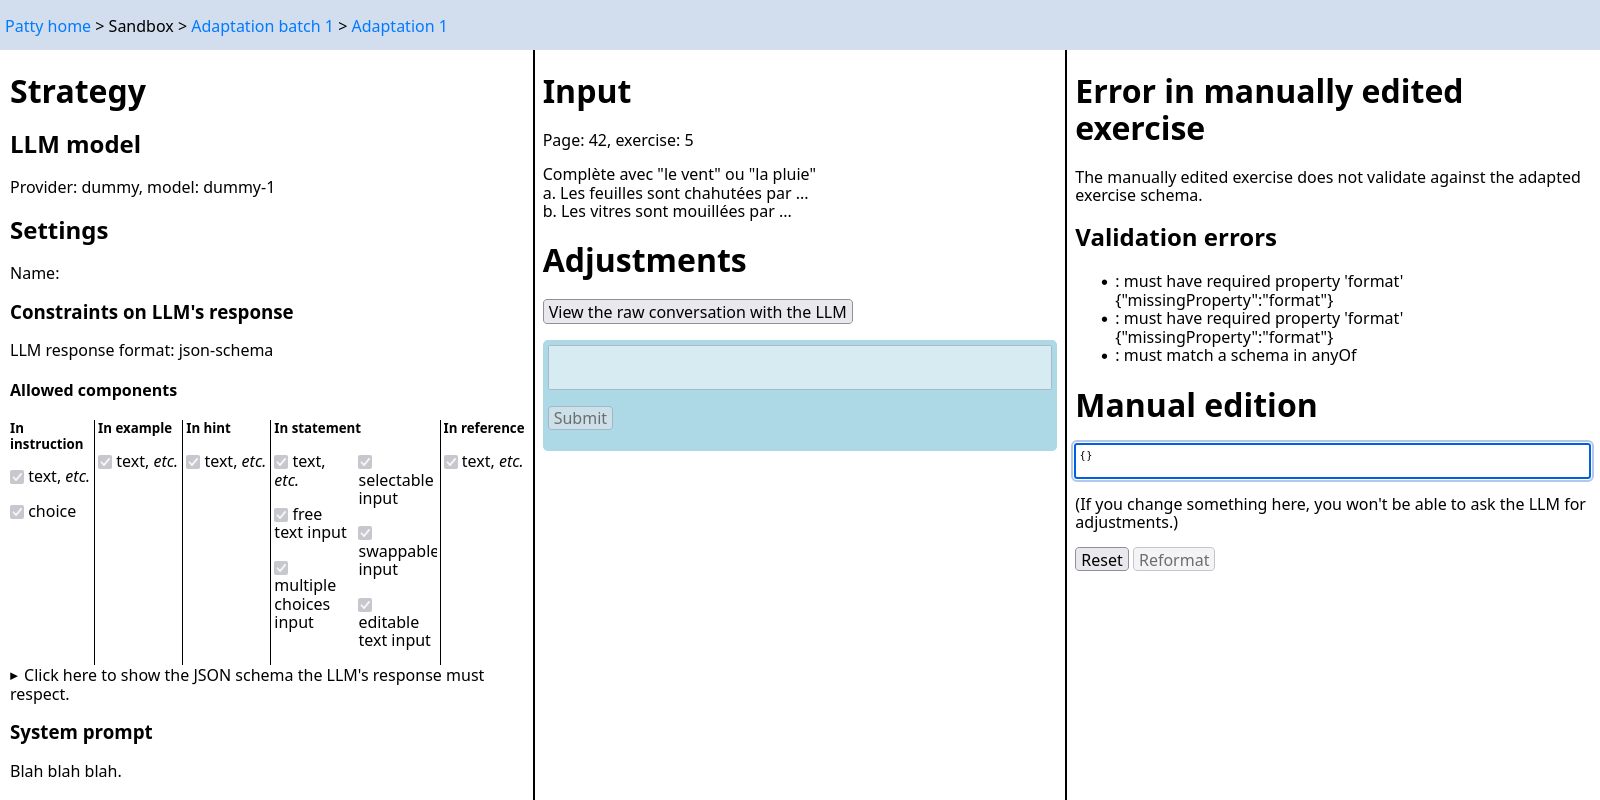 Patty home > Sandbox > Adaptation batch 1 > Adaptation 1
Strategy
LLM model
Provider: dummy, model: dummy-1
Settings
Name:
Constraints on LLM's response
LLM response format: json-schema
Allowed components
In
instruction
text, etc.
choice
In example
text, etc.
In hint
text, etc.
In statement
text,
etc.
free
text input
multiple
choices
input
selectable
input
swappable
input
editable
text input
In reference
text, etc.
▸ Click here to show the JSON schema the LLM's response must
respect.
System prompt
Blah blah blah.
Input
Page: 42, exercise: 5
Complète avec "le vent" ou "la pluie"
a. Les feuilles sont chahutées par ...
b. Les vitres sont mouillées par ...
Adjustments
View the raw conversation with the LLM
Submit
Error in manually edited
exercise
The manually edited exercise does not validate against the adapted
exercise schema.
Validation errors
• : must have required property 'format'
{"missingProperty":"format"}
• : must have required property 'format'
{"missingProperty":"format"}
• : must match a schema in anyOf
Manual edition
{}
(If you change something here, you won't be able to ask the LLM for
adjustments.)
Reset Reformat